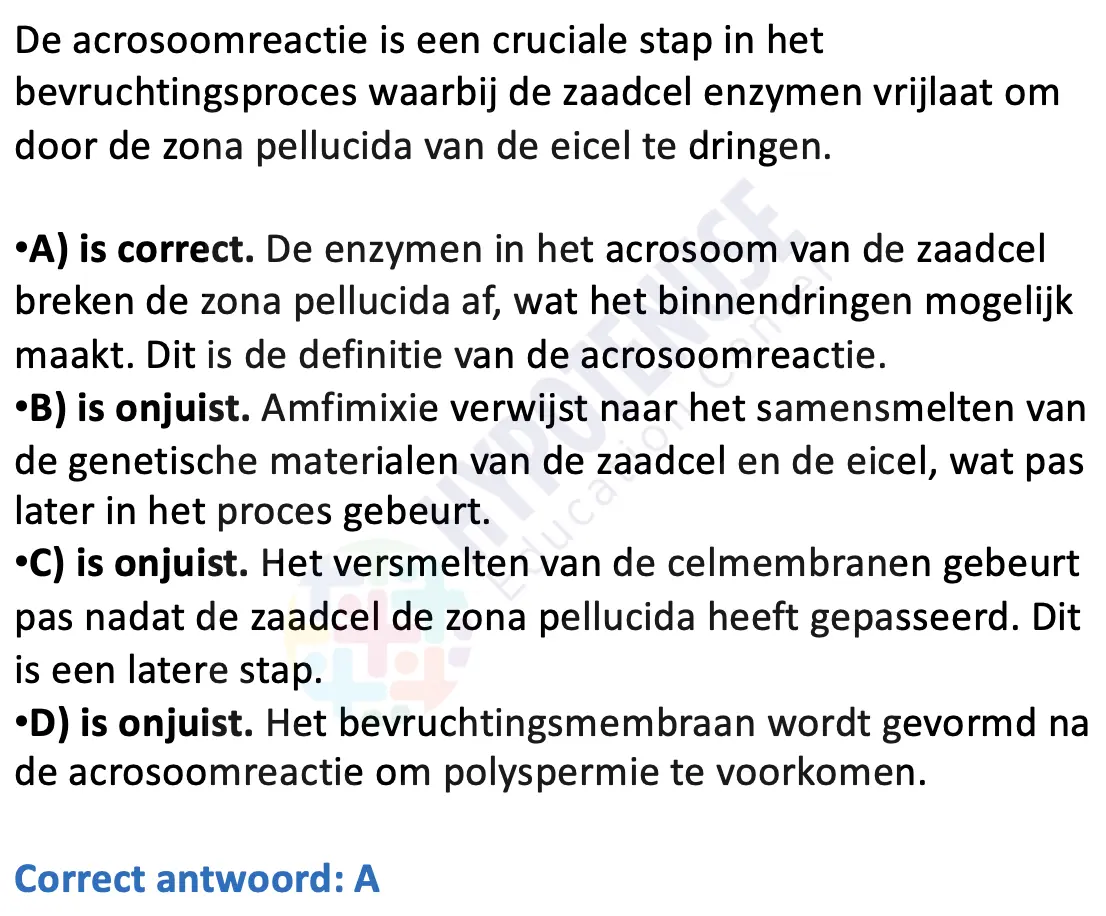 De acrosoomreactie is een cruciale stap in het
bevruchtingsproces waarbij de zaadcel enzymen vrijlaat om
door de zona pellucida van de eicel te dringen.
•A) is correct. De enzymen in het acrosoom van de zaadcel
breken de zona pellucida af, wat het binnendringen mogelijk
maakt. Dit is de definitie van de acrosoomreactie.
•B) is onjuist. Amfimixie verwijst naar het samensmelten van
de genetische materialen van de zaadcel en de eicel, wat pas
later in het proces gebeurt.
•C) is onjuist. Het versmelten van de celmembranen gebeurt
pas nadat de zaadcel de zona pellucida heeft gepasseerd. Dit
is een latere stap.
•D) is onjuist. Het bevruchtingsmembraan wordt gevormd na
de acrosoomreactie om polyspermie te voorkomen.
Correct antwoord: A
HYPOTENUSE
Education Center